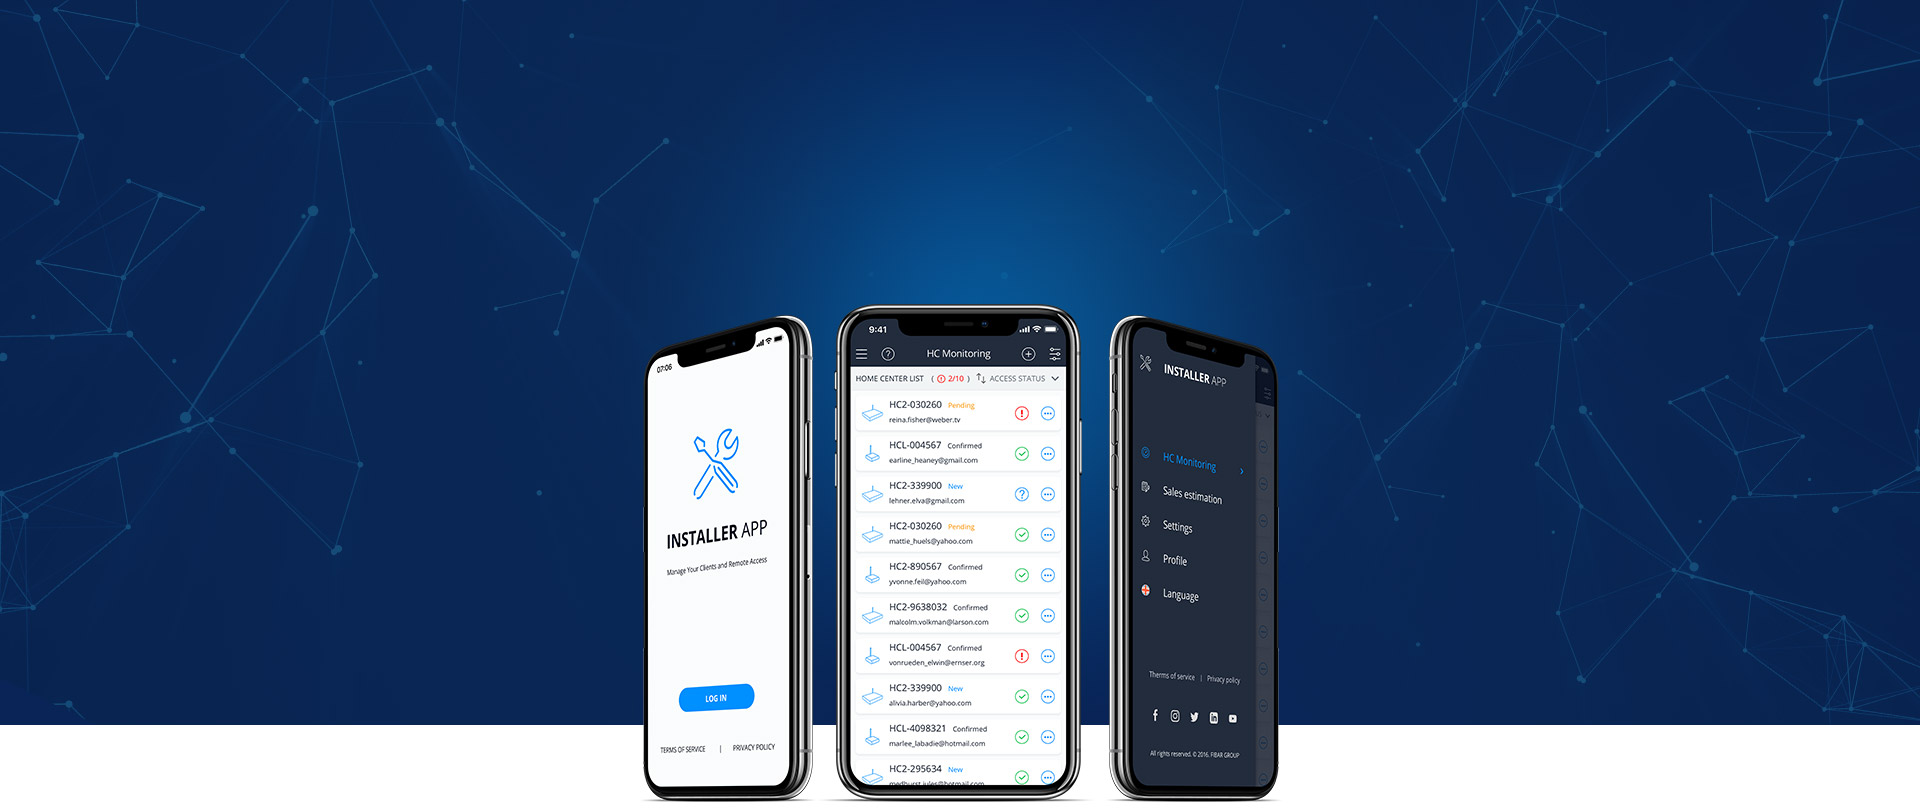 07:06
INSTALLER APP
Manage Your Clients and Remote Access
LOG IN
TERMS OF SERVICE | PRIVACY POLICY
9:41
HC Monitoring
HOME CENTER LIST ( 2/10 ) ACCESS STATUS
HC2-030260 Pending
reina.fisher@weber.tv
HCL-004567 Confirmed
earline_heaney@gmail.com
HC2-339900 New
lehner.elva@gmail.com
HC2-030260 Pending
mattie_huels@yahoo.com
HC2-890567 Confirmed
yvonne.feil@yahoo.com
HC2-9638032 Confirmed
malcolm.volkman@larson.com
HCL-004567 Confirmed
vonrueden_elwin@ernser.org
HC2-339900 New
alivia.harber@yahoo.com
HCL-4098321 Confirmed
marlee_labadie@hotmail.com
HC2-295634 New
medhurst.jules@hotmail.com
INSTALLER APP
HC Monitoring
Sales estimation
Settings
Profile
Language
Therms of service | Privacy policy
All rights reserved. © 2016, FIBAR GROUP